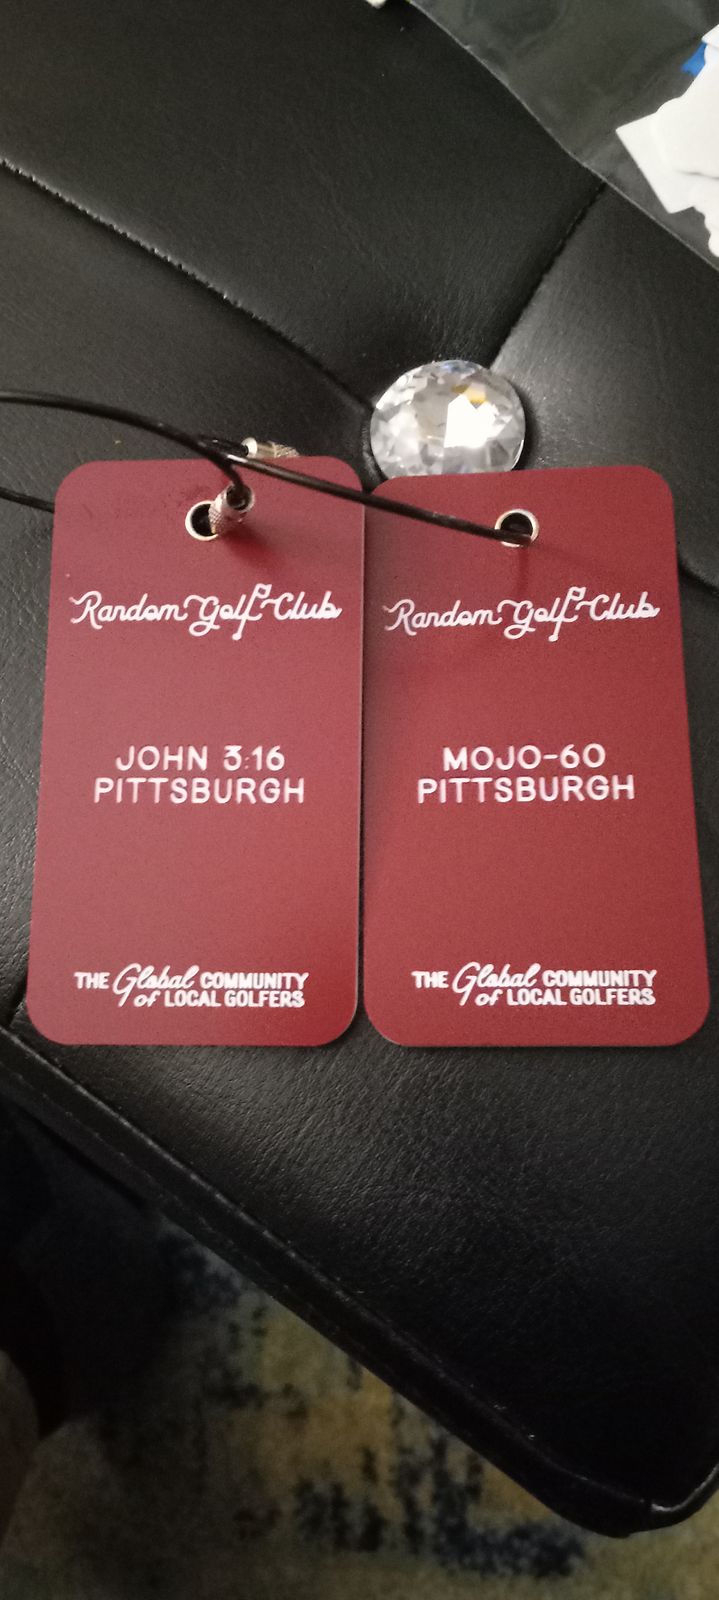 Random Golf Club
JOHN 3:16
PITTSBURGH
THE Global COMMUNITY
of LOCAL GOLFERS
Random Golf Club
MOJO-60
PITTSBURGH
THE Global COMMUNITY
of LOCAL GOLFERS